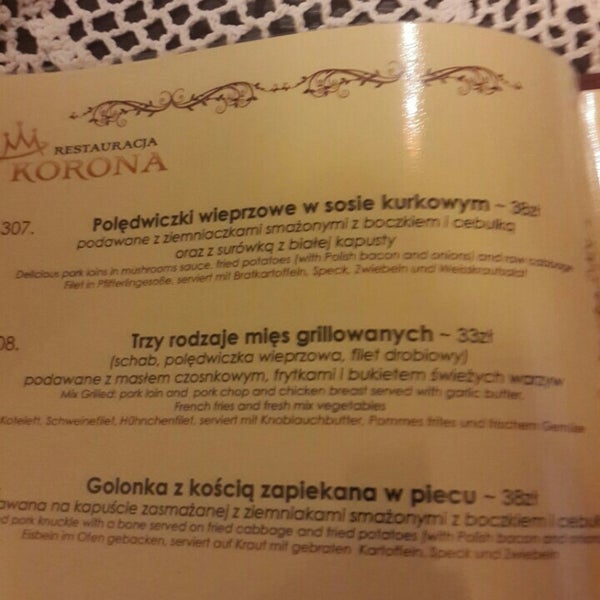 RESTAURACJA
KORONA
307. Polędwiczki wieprzowe w sosie kurkowym ~ 38zł
podawane z ziemniaczkami smażonymi z boczkiem i cebulką
oraz z surówką z białej kapusty
Delicious pork loins in mushrooms sauce, fried potatoes (with Polish bacon and onions) and raw cabbage
Filet in Pfifferlingesoße, serviert mit Bratkartoffeln, Speck, Zwiebeln und Weisskrautsalat
08. Trzy rodzaje mięs grillowanych ~ 33zł
(schab, polędwiczka wieprzowa, filet drobiowy)
podawane z masłem czosnkowym, frytkami i bukietem świeżych warzyw
Mix Grilled: pork loin and pork chop and chicken breast served with garlic butter,
French fries and fresh mix vegetables
Kotelett, Schweinefilet, Hühnchenfilet, serviert mit Knoblauchbutter, Pommes frites und frischem Gemüse
Golonka z kością zapiekana w piecu ~ 38zł
awana na kapuście zasmażanej z ziemniakami smażonymi z boczkiem i cebul
d pork knuckle with a bone served on fried cabbage and fried potatoes (with Polish bacon and onions
Eisbein im Ofen gebacken, serviert auf Kraut mit gebraten Kartoffeln, Speck und Zwiebeln